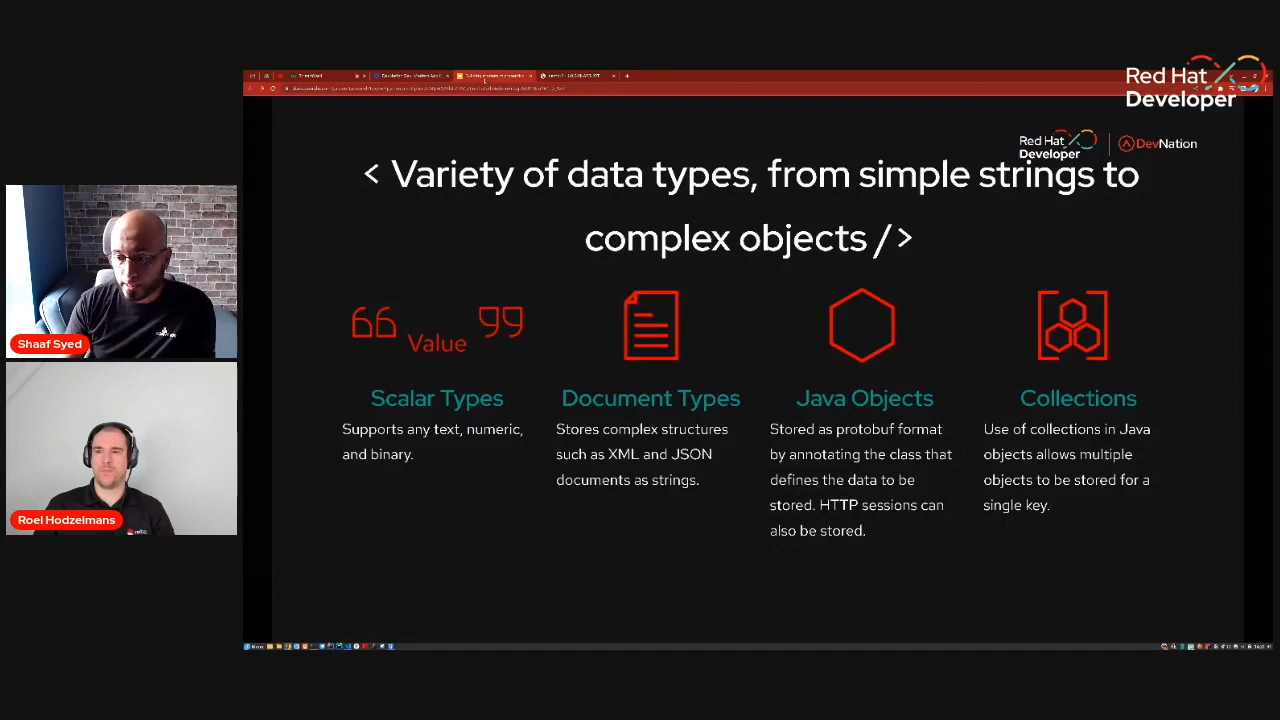 Red Hat
Developer
Red Hat
Developer
DevNation
< Variety of data types, from simple strings to
complex objects />
Value
Scalar Types
Supports any text, numeric,
and binary.
Document Types
Stores complex structures
such as XML and JSON
documents as strings.
Java Objects
Stored as protobuf format
by annotating the class that
defines the data to be
stored. HTTP sessions can
also be stored.
Collections
Use of collections in Java
objects allows multiple
objects to be stored for a
single key.
Shaaf Syed
Roel Hodzelmans